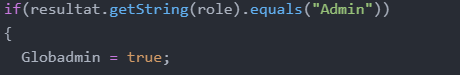 if(resultat.getString(role).equals("Admin"))
{
Globadmin = true;